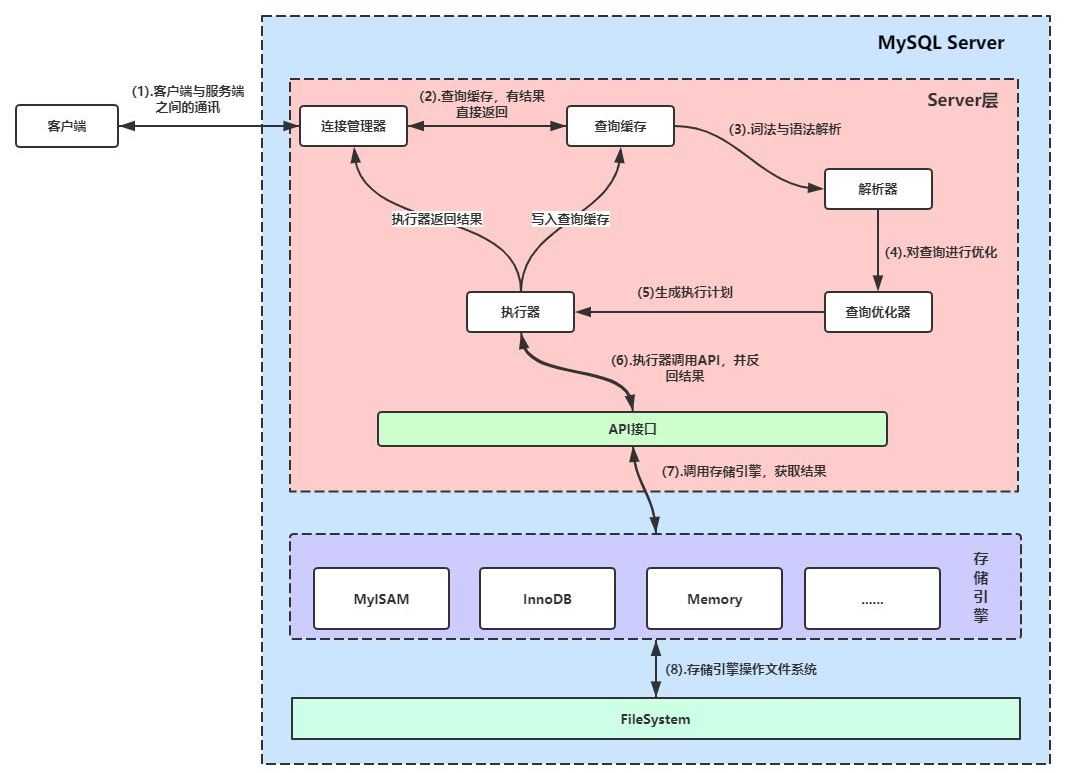 MySQL Server
Server层
(1).客户端与服务端
之间的通讯
(2).查询缓存，有结果
直接返回
客户端
连接管理器
查询缓存
(3).词法与语法解析
解析器
执行器返回结果
写入查询缓存
(4).对查询进行优化
(5)生成执行计划
执行器
查询优化器
(6).执行器调用API，并反
回结果
API接口
(7).调用存储引擎，获取结果
存
储
引
擎
MyISAM
InnoDB
Memory
......
(8).存储引擎操作文件系统
FileSystem